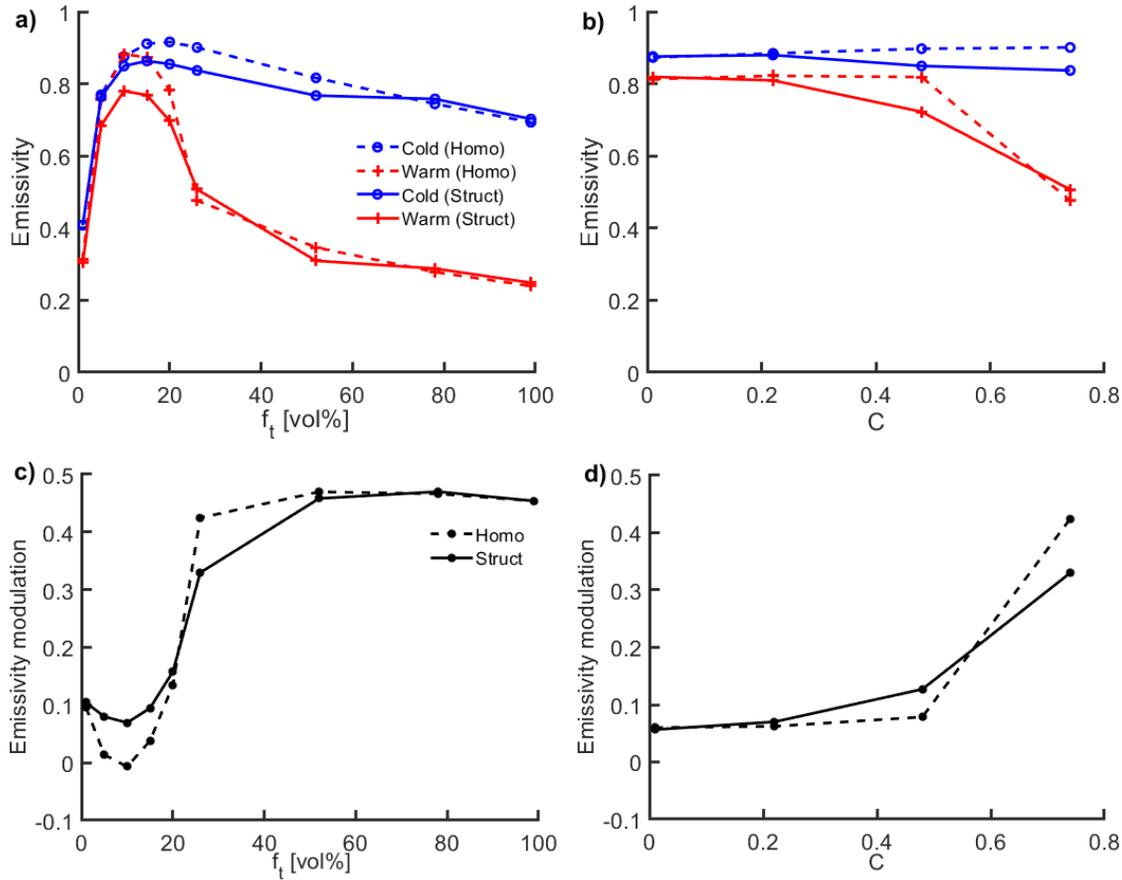 a)
1
0.8
0.6
0.4
0.2
0
Emissivity
Cold (Homo)
Warm (Homo)
Cold (Struct)
Warm (Struct)
0 20 40 60 80 100
ft [vol%]
b)
1
0.8
0.6
0.4
0.2
0
Emissivity
0 0.2 0.4 0.6 0.8
C
c)
0.5
0.4
0.3
0.2
0.1
0
-0.1
Emissivity modulation
Homo
Struct
0 20 40 60 80 100
ft [vol%]
d)
0.5
0.4
0.3
0.2
0.1
0
-0.1
Emissivity modulation
0 0.2 0.4 0.6 0.8
C